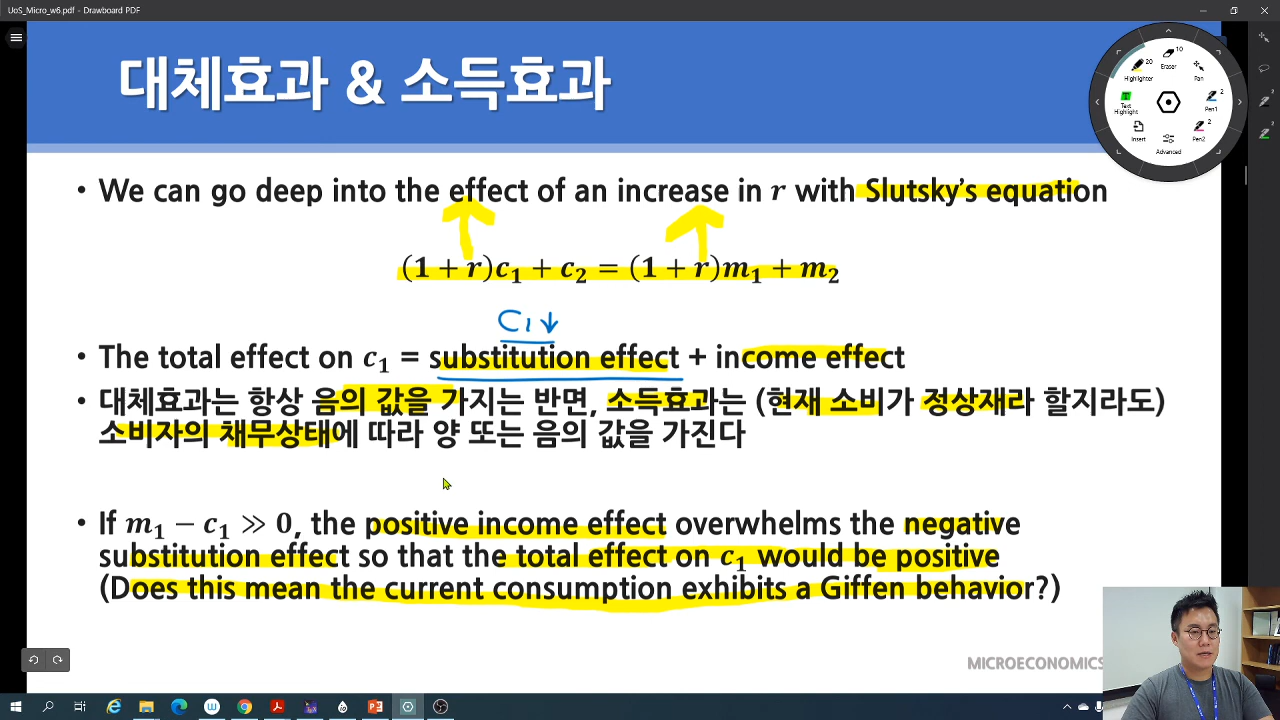 UoS_Micro_w6.pdf - Drawboard PDF
대체효과 & 소득효과
20
Highlighter
10
Eraser
Pan
Text Highlight
2
Pen1
Insert
2
Pen2
Advanced
• We can go deep into the effect of an increase in r with Slutsky's equation
(1 + r)c₁ + c₂ = (1 + r)m₁ + m₂
C₁↓
• The total effect on c₁ = substitution effect + income effect
• 대체효과는 항상 음의 값을 가지는 반면, 소득효과는 (현재 소비가 정상재라 할지라도)
소비자의 채무상태에 따라 양 또는 음의 값을 가진다
• If m₁ − c₁ ≫ 0, the positive income effect overwhelms the negative
substitution effect so that the total effect on c₁ would be positive
(Does this mean the current consumption exhibits a Giffen behavior?)
MICROECONOMICS